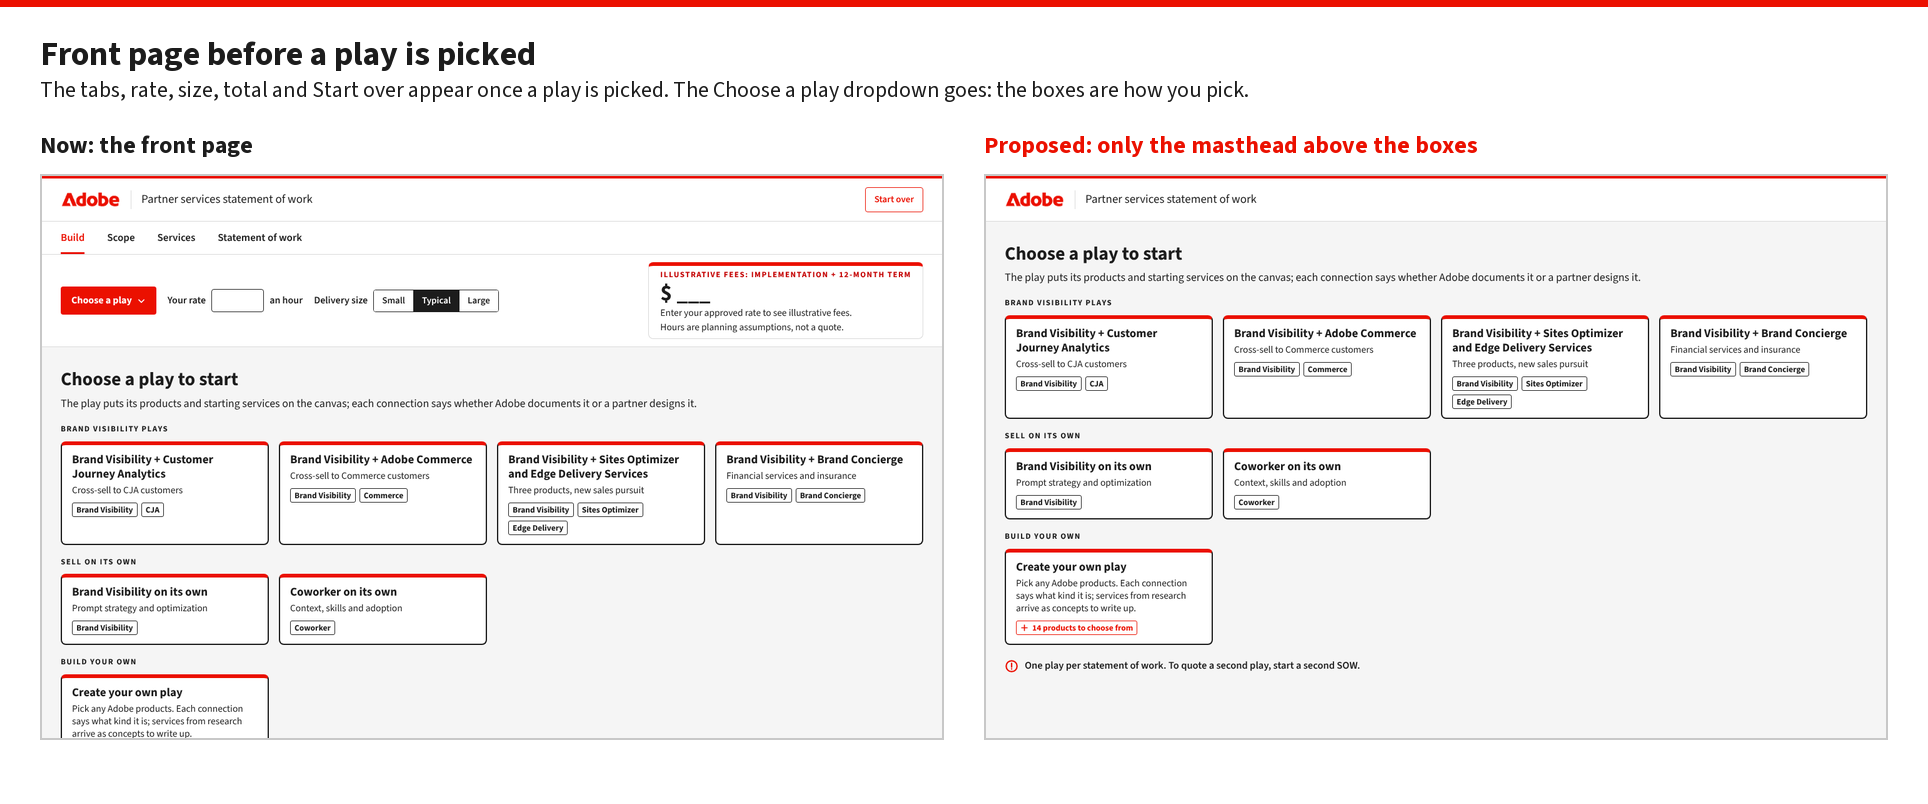 Front page before a play is picked
The tabs, rate, size, total and Start over appear once a play is picked. The Choose a play dropdown goes: the boxes are how you pick.
Now: the front page
Adobe
Partner services statement of work
Start over
Build
Scope
Services
Statement of work
Choose a play
Your rate
an hour
Delivery size
Small
Typical
Large
ILLUSTRATIVE FEES: IMPLEMENTATION + 12-MONTH TERM
$ ___
Enter your approved rate to see illustrative fees.
Hours are planning assumptions, not a quote.
Choose a play to start
The play puts its products and starting services on the canvas; each connection says whether Adobe documents it or a partner designs it.
BRAND VISIBILITY PLAYS
Brand Visibility + Customer
Journey Analytics
Cross-sell to CJA customers
Brand Visibility
CJA
Brand Visibility + Adobe Commerce
Cross-sell to Commerce customers
Brand Visibility
Commerce
Brand Visibility + Sites Optimizer
and Edge Delivery Services
Three products, new sales pursuit
Brand Visibility
Sites Optimizer
Edge Delivery
Brand Visibility + Brand Concierge
Financial services and insurance
Brand Visibility
Brand Concierge
SELL ON ITS OWN
Brand Visibility on its own
Prompt strategy and optimization
Brand Visibility
Coworker on its own
Context, skills and adoption
Coworker
BUILD YOUR OWN
Create your own play
Pick any Adobe products. Each connection
says what kind it is; services from research
arrive as concepts to write up.
Proposed: only the masthead above the boxes
Adobe
Partner services statement of work
Choose a play to start
The play puts its products and starting services on the canvas; each connection says whether Adobe documents it or a partner designs it.
BRAND VISIBILITY PLAYS
Brand Visibility + Customer
Journey Analytics
Cross-sell to CJA customers
Brand Visibility
CJA
Brand Visibility + Adobe Commerce
Cross-sell to Commerce customers
Brand Visibility
Commerce
Brand Visibility + Sites Optimizer
and Edge Delivery Services
Three products, new sales pursuit
Brand Visibility
Sites Optimizer
Edge Delivery
Brand Visibility + Brand Concierge
Financial services and insurance
Brand Visibility
Brand Concierge
SELL ON ITS OWN
Brand Visibility on its own
Prompt strategy and optimization
Brand Visibility
Coworker on its own
Context, skills and adoption
Coworker
BUILD YOUR OWN
Create your own play
Pick any Adobe products. Each connection
says what kind it is; services from research
arrive as concepts to write up.
+ 14 products to choose from
One play per statement of work. To quote a second play, start a second SOW.